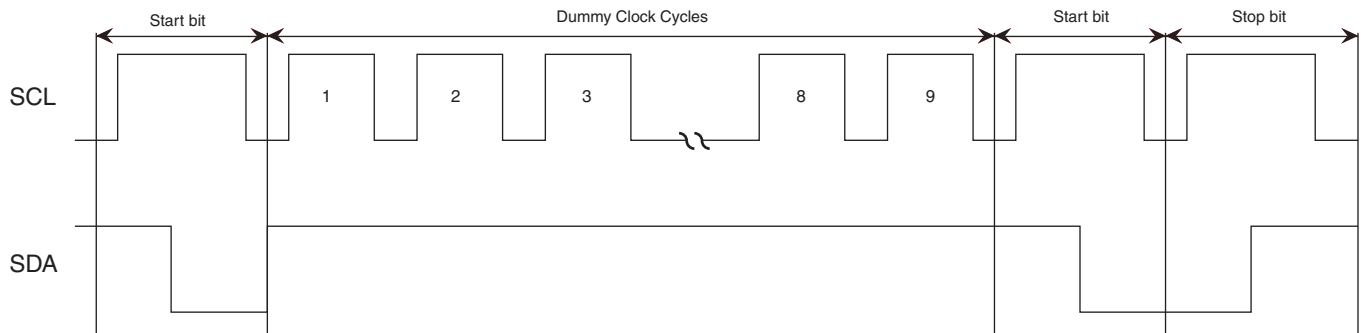 Start bit
Dummy Clock Cycles
Start bit
Stop bit
SCL
1
2
3
8
9
SDA